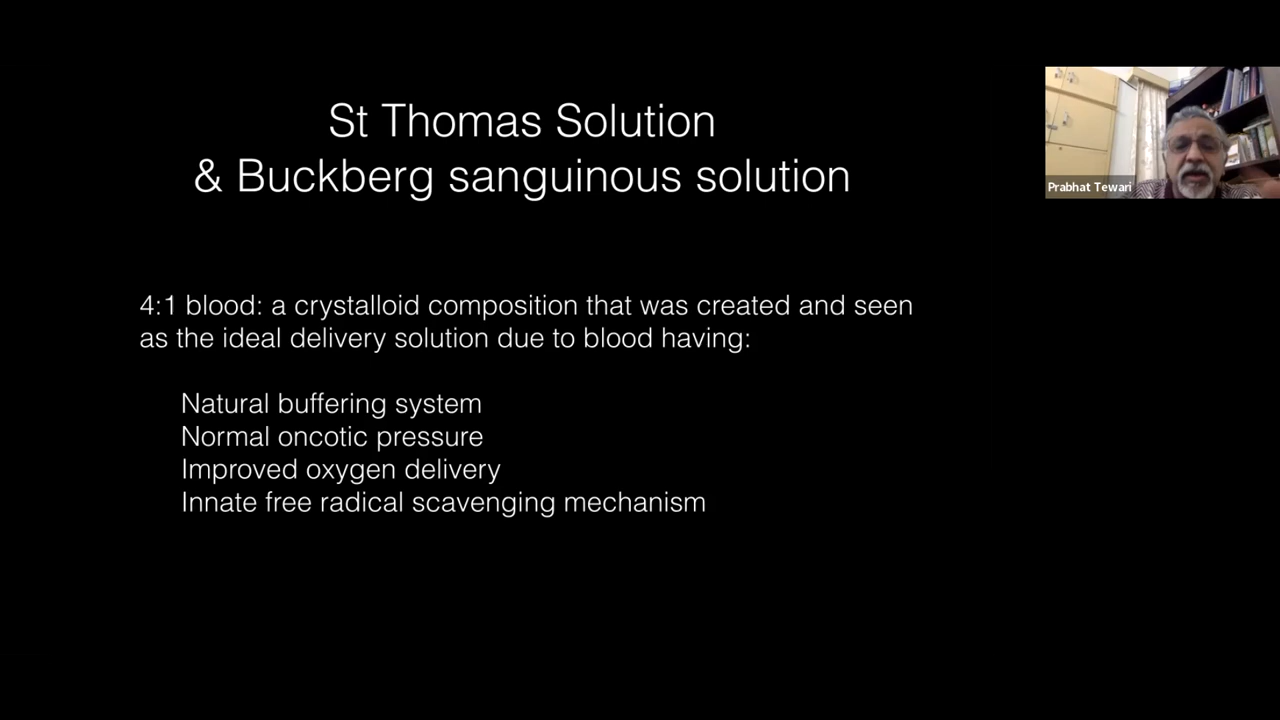 St Thomas Solution
& Buckberg sanguinous solution
4:1 blood: a crystalloid composition that was created and seen
as the ideal delivery solution due to blood having:
Natural buffering system
Normal oncotic pressure
Improved oxygen delivery
Innate free radical scavenging mechanism
Prabhat Tewari